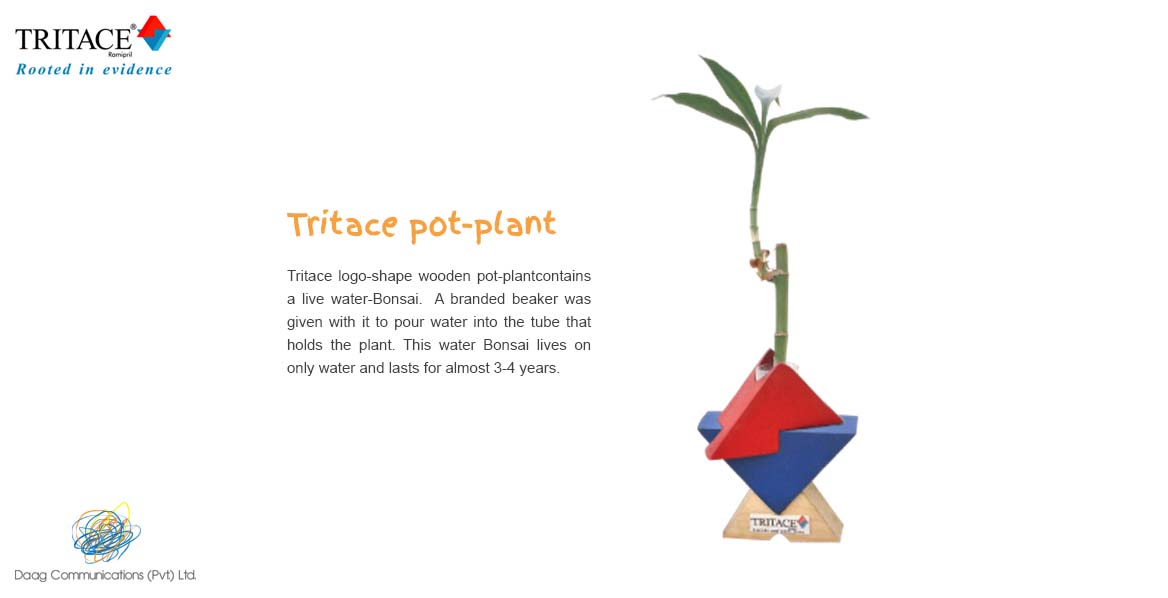 TRITACE®
Ramipril
Rooted in evidence
Tritace pot-plant
Tritace logo-shape wooden pot-plantcontains
a live water-Bonsai. A branded beaker was
given with it to pour water into the tube that
holds the plant. This water Bonsai lives on
only water and lasts for almost 3-4 years.
TRITACE
Daag Communications (Pvt) Ltd.